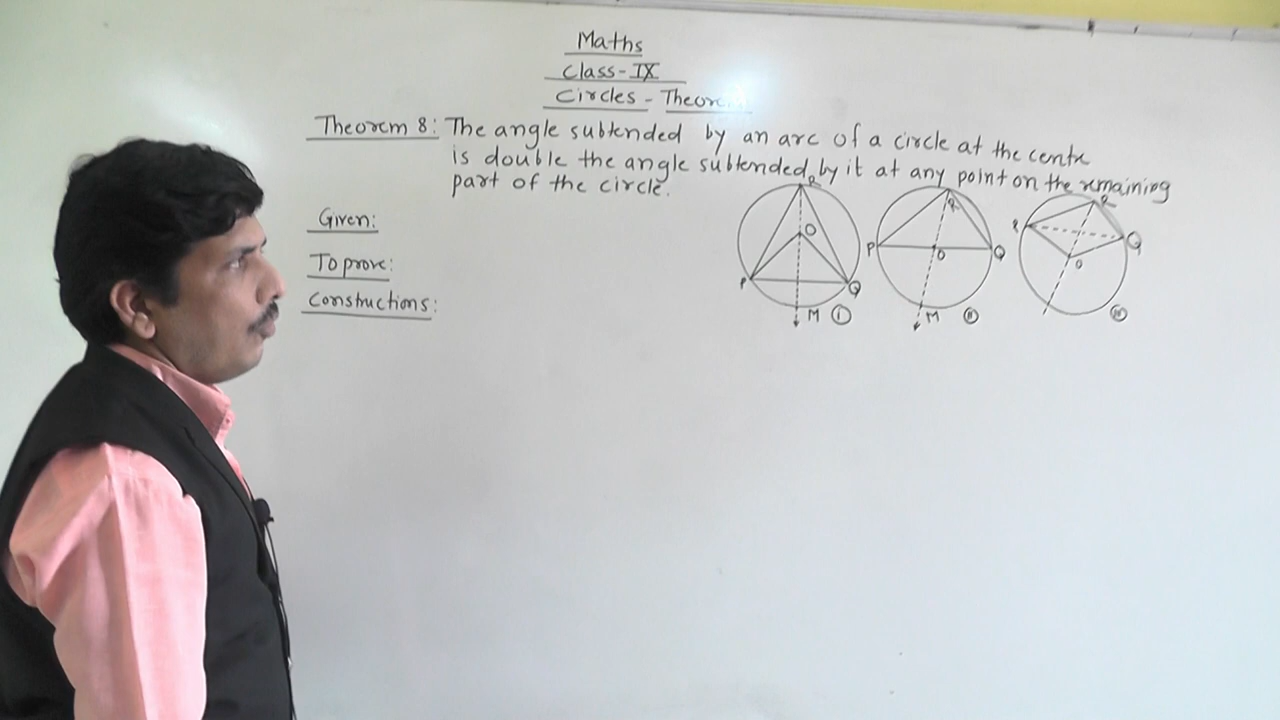 Maths
Class-IX
Circles - Theorem
Theorem 8: The angle subtended by an arc of a circle at the centre
is double the angle subtended by it at any point on the remaining
part of the circle.
Given:
To prove:
Constructions:
R
O
P
Q
M (i)
R
P
O
Q
M (ii)
R
P
Q
O
(iii)